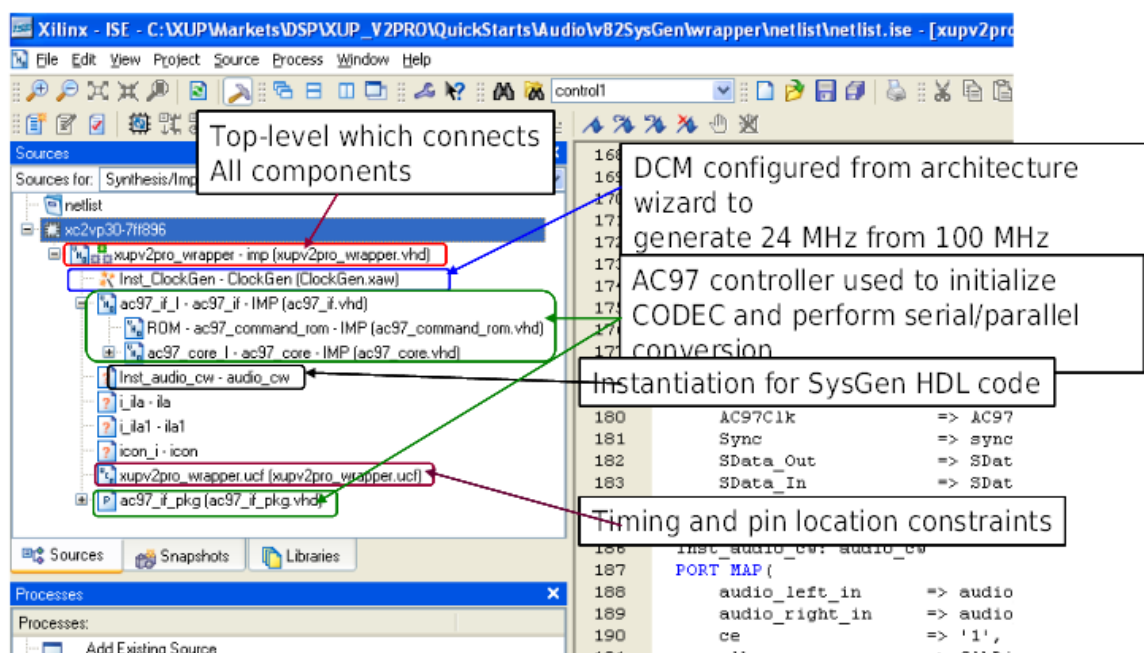 Xilinx - ISE - C:\XUP\Markets\DSP\XUP_V2PRO\QuickStarts\Audio\v82SysGen\wrapper\netlist\netlist.ise - [xupv2pro
File Edit View Project Source Process Window Help
control1
Top-level which connects
All components
Sources
Sources for: Synthesis/Imp
netlist
xc2vp30-7ff896
xupv2pro_wrapper - imp (xupv2pro_wrapper.vhd)
Inst_ClockGen - ClockGen (ClockGen.xaw)
ac97_if_I - ac97_if - IMP (ac97_if.vhd)
ROM - ac97_command_rom - IMP (ac97_command_rom.vhd)
ac97_core_I - ac97_core - IMP (ac97_core.vhd)
Inst_audio_cw - audio_cw
i_ila - ila
i_ila1 - ila1
icon_i - icon
xupv2pro_wrapper.ucf (xupv2pro_wrapper.ucf)
ac97_if_pkg (ac97_if_pkg.vhd)
Sources Snapshots Libraries
Processes
Processes:
Add Existing Source
DCM configured from architecture
wizard to
generate 24 MHz from 100 MHz
AC97 controller used to initialize
CODEC and perform serial/parallel
conversion
Instantiation for SysGen HDL code
180 AC97Clk => AC97
181 Sync => sync
182 SData_Out => SDat
183 SData_In => SDat
Timing and pin location constraints
186 Inst_audio_cw: audio_cw
187 PORT MAP(
188 audio_left_in => audio
189 audio_right_in => audio
190 ce => '1',